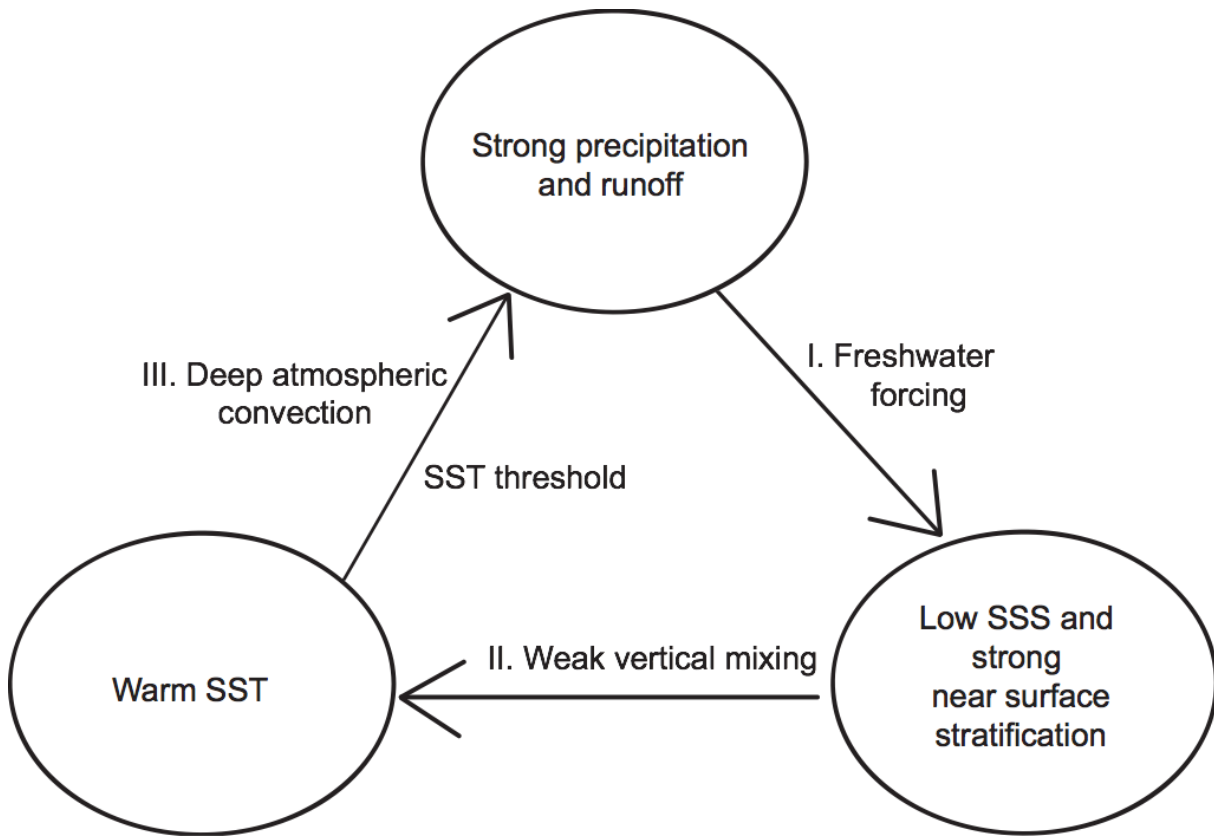 Strong precipitation
and runoff
I. Freshwater
forcing
III. Deep atmospheric
convection
SST threshold
Low SSS and
strong
near surface
stratification
II. Weak vertical mixing
Warm SST